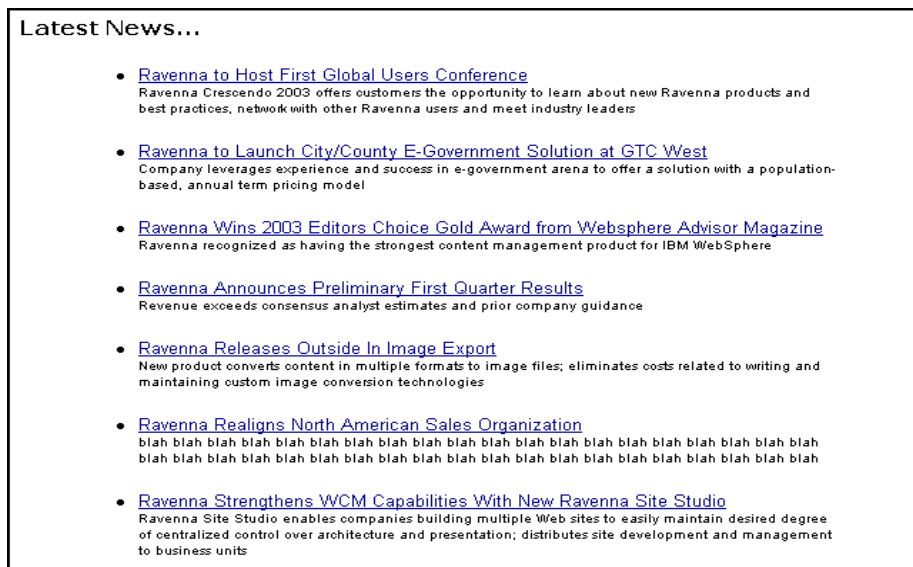 Latest News...
Ravenna to Host First Global Users Conference
Ravenna Crescendo 2003 offers customers the opportunity to learn about new Ravenna products and
best practices, network with other Ravenna users and meet industry leaders
Ravenna to Launch City/County E-Government Solution at GTC West
Company leverages experience and success in e-government arena to offer a solution with a population-
based, annual term pricing model
Ravenna Wins 2003 Editors Choice Gold Award from Websphere Advisor Magazine
Ravenna recognized as having the strongest content management product for IBM WebSphere
Ravenna Announces Preliminary First Quarter Results
Revenue exceeds consensus analyst estimates and prior company guidance
Ravenna Releases Outside In Image Export
New product converts content in multiple formats to image files; eliminates costs related to writing and
maintaining custom image conversion technologies
Ravenna Realigns North American Sales Organization
blah blah blah blah blah blah blah blah blah blah blah blah blah blah blah blah blah blah blah blah
blah blah blah blah blah blah blah blah blah blah blah blah blah blah blah blah blah blah blah blah
Ravenna Strengthens WCM Capabilities With New Ravenna Site Studio
Ravenna Site Studio enables companies building multiple Web sites to easily maintain desired degree
of centralized control over architecture and presentation; distributes site development and management
to business units